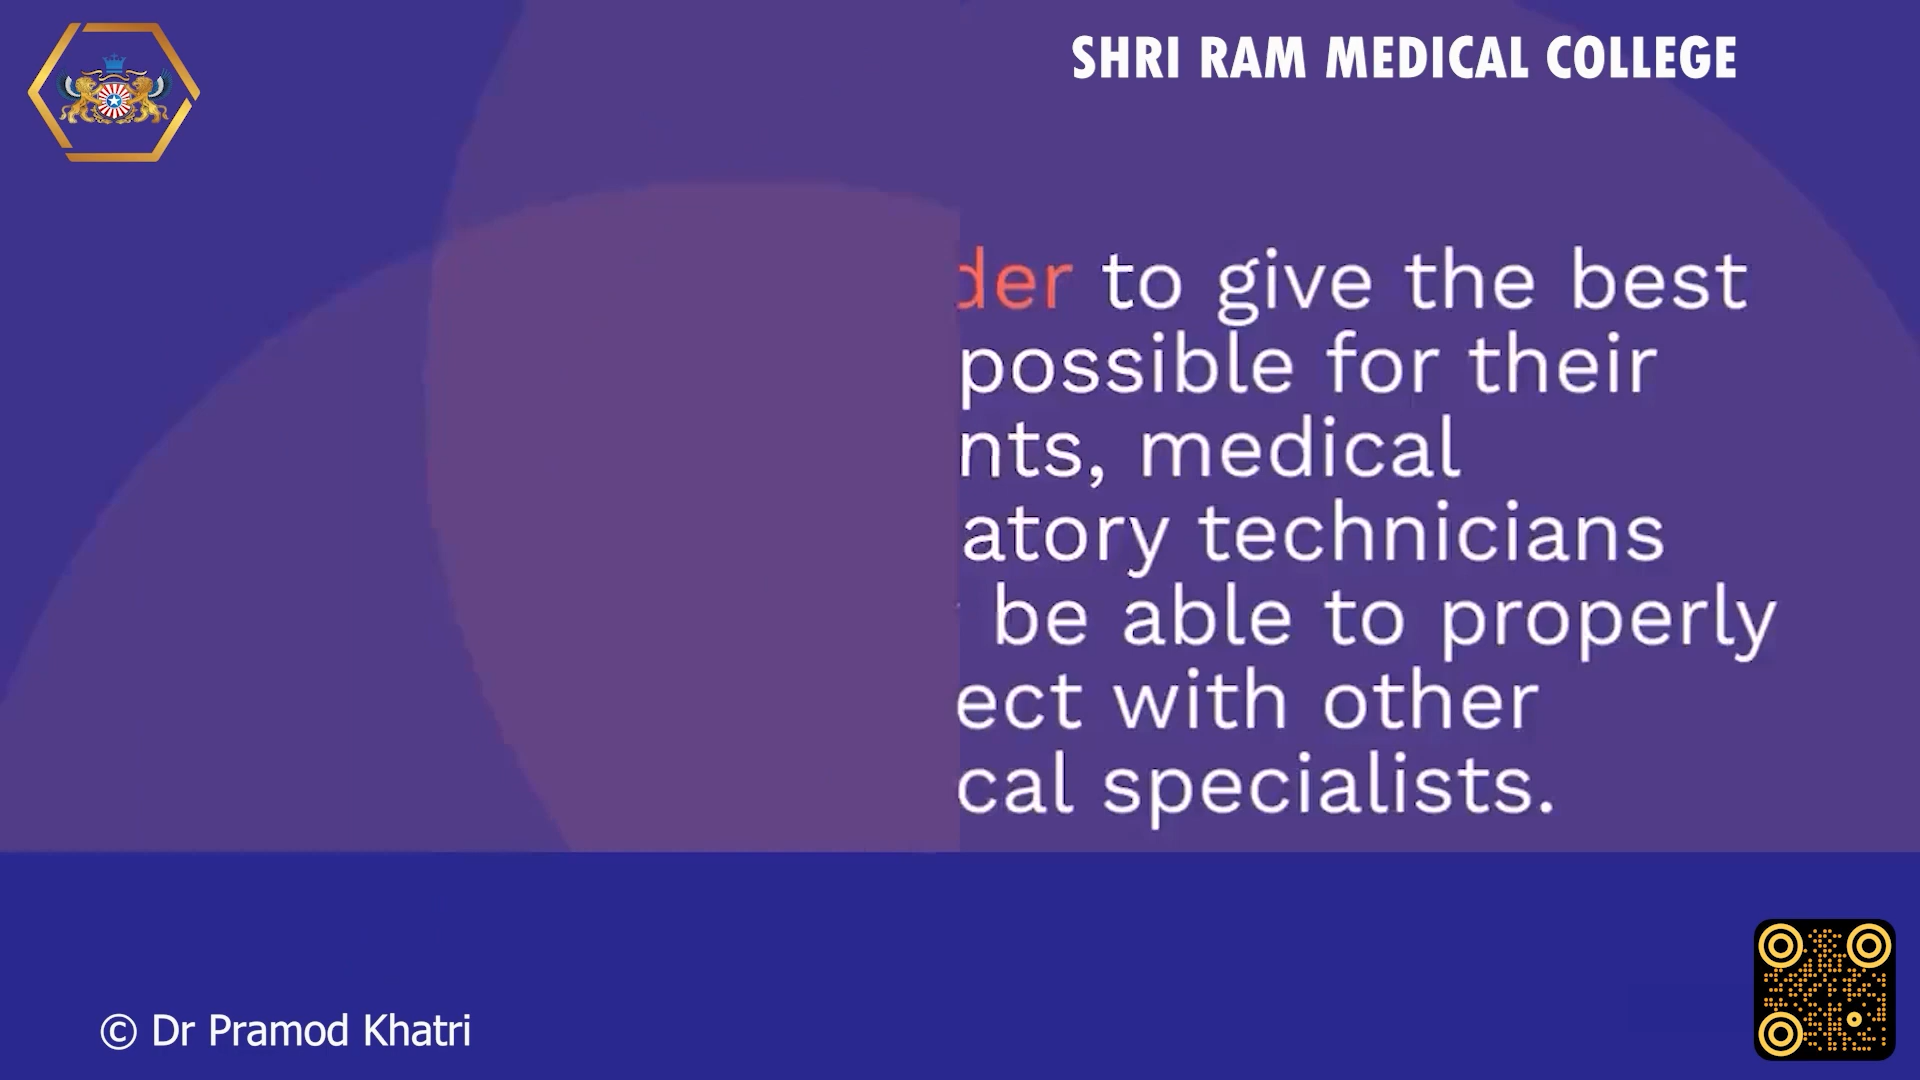 SHRI RAM MEDICAL COLLEGE
der to give the best
possible for their
nts, medical
atory technicians
be able to properly
ect with other
cal specialists.
© Dr Pramod Khatri